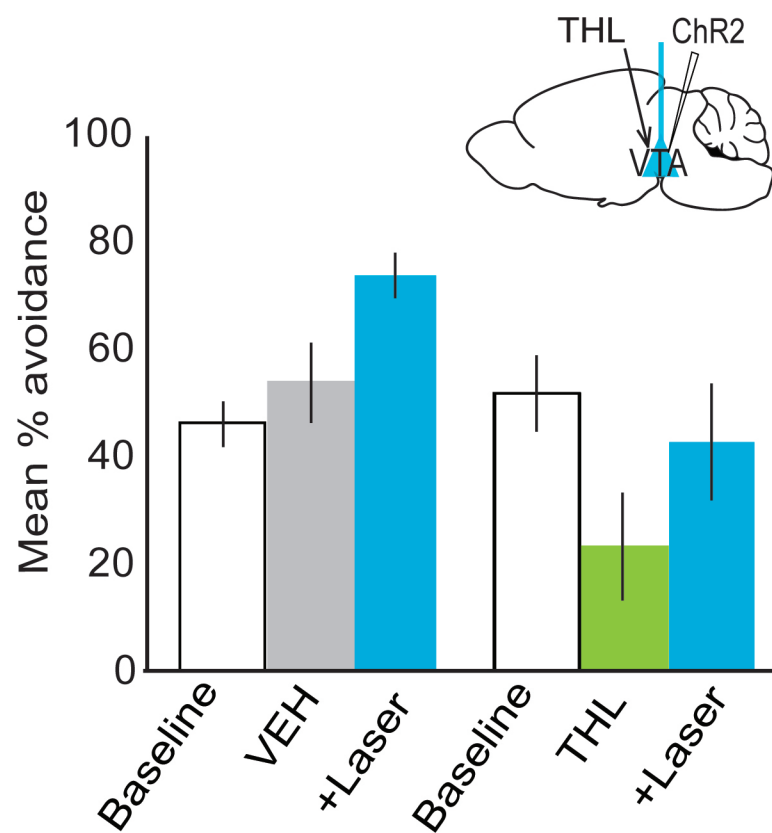 THL
ChR2
VTA
Mean % avoidance
100
80
60
40
20
0
Baseline
VEH
+Laser
Baseline
THL
+Laser